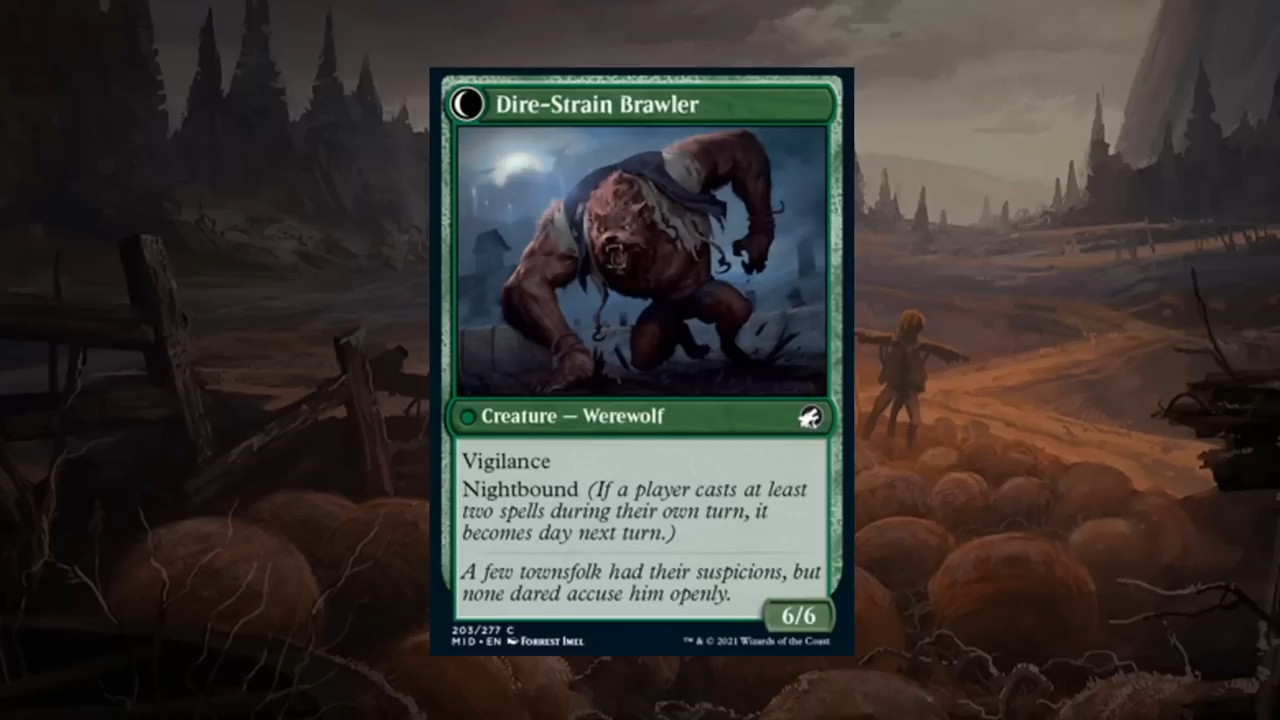 Dire-Strain Brawler
Creature — Werewolf
Vigilance
Nightbound (If a player casts at least
two spells during their own turn, it
becomes day next turn.)
A few townsfolk had their suspicions, but
none dared accuse him openly.
6/6
203/277 C
MID • EN Forrest Imel
™ & © 2021 Wizards of the Coast